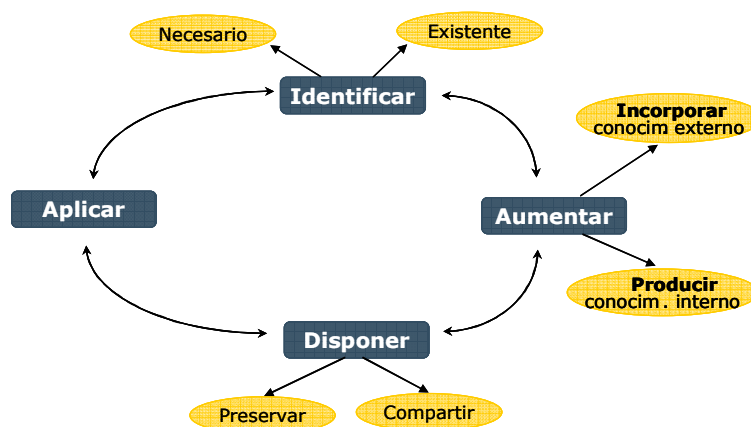 Necesario
Existente
Identificar
Incorporar
conocim. externo
Aplicar
Aumentar
Producir
conocim. interno
Disponer
Preservar
Compartir